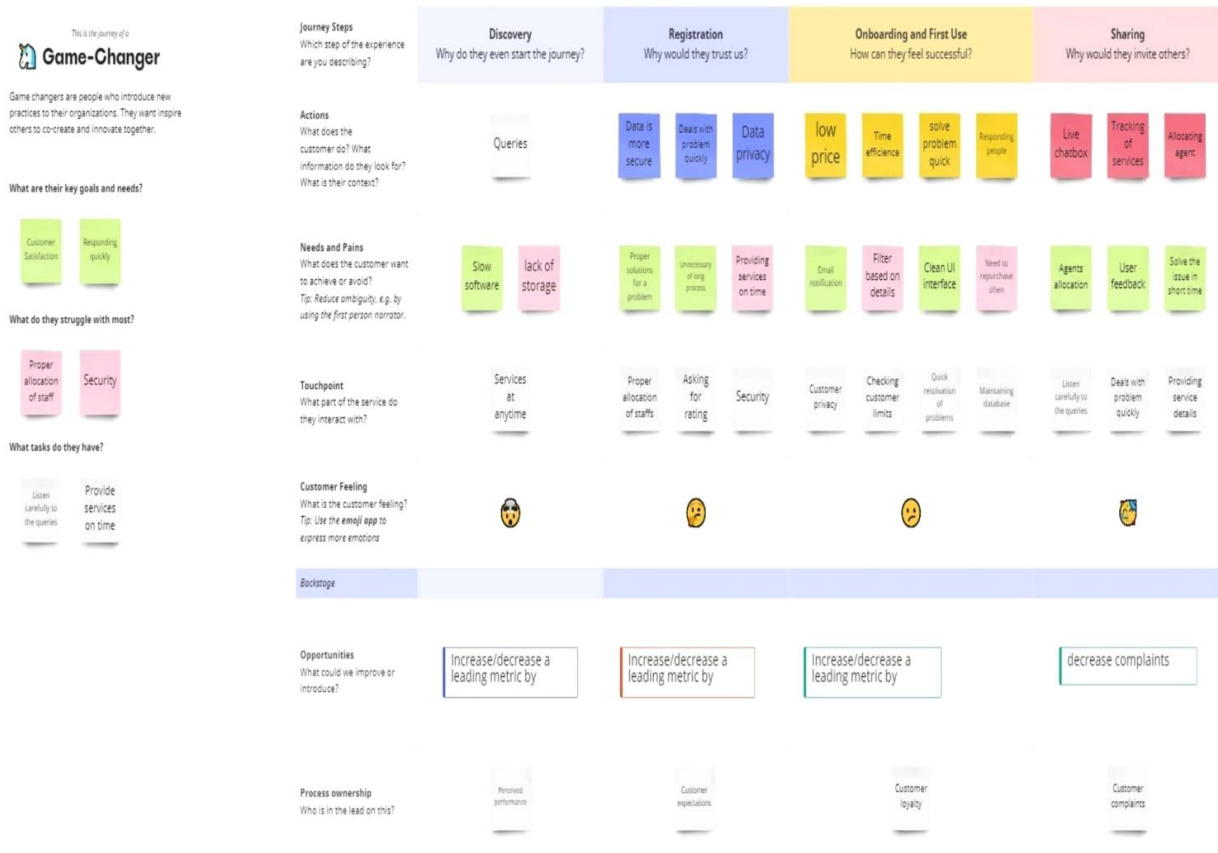 This is the journey of a
Game-Changer
Game changers are people who introduce new
practices to their organizations. They want inspire
others to co-create and innovate together.
What are their key goals and needs?
Customer
Satisfaction
Responding
quickly
What do they struggle with most?
Proper
allocation
of staff
Security
What tasks do they have?
Listen
carefully to
the queries
Provide
services
on time
Journey Steps
Which step of the experience
are you describing?
Discovery
Why do they even start the journey?
Registration
Why would they trust us?
Onboarding and First Use
How can they feel successful?
Sharing
Why would they invite others?
Actions
What does the
customer do? What
information do they look for?
What is their context?
Queries
Data is
more
secure
Deals with
problem
quickly
Data
privacy
low
price
Time
efficience
solve
problem
quick
Responding
people
Live
chatbox
Tracking
of
services
Allocating
agent
Needs and Pains
What does the customer want
to achieve or avoid?
Tip: Reduce ambiguity, e.g. by
using the first person narrator.
Slow
software
lack of
storage
Proper
solutions
for a
problem
Unnecessary
of long
process
Providing
services
on time
Email
notification
Filter
based on
details
Clean UI
interface
Need to
repurchase
often
Agents
allocation
User
feedback
Solve the
issue in
short time
Touchpoint
What part of the service do
they interact with?
Services
at
anytime
Proper
allocation
of staffs
Asking
for
rating
Security
Customer
privacy
Checking
customer
limits
Quick
resolvation
of
problems
Maintaining
database
Listen
carefully to
the queries
Deals with
problem
quickly
Providing
service
details
Customer Feeling
What is the customer feeling?
Tip: Use the emoji app to
express more emotions
Backstage
Opportunities
What could we improve or
introduce?
Increase/decrease a
leading metric by
Increase/decrease a
leading metric by
Increase/decrease a
leading metric by
decrease complaints
Process ownership
Who is in the lead on this?
Perceived
performance
Customer
expectations
Customer
loyalty
Customer
complaints